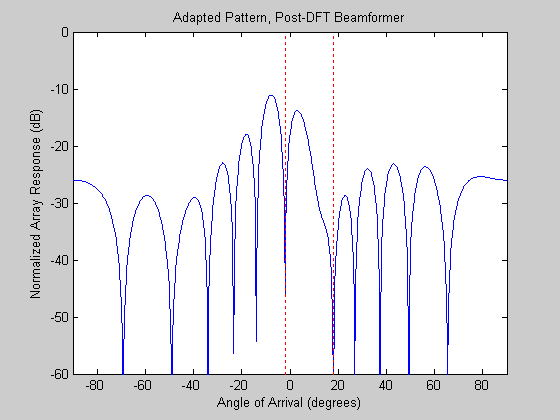 Adapted Pattern, Post-DFT Beamformer
0
-10
-20
-30
-40
-50
-60
Normalized Array Response (dB)
-80 -60 -40 -20 0 20 40 60 80
Angle of Arrival (degrees)